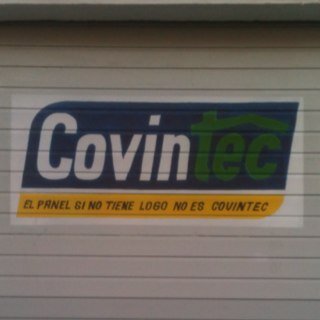 Covintec
EL PANEL SI NO TIENE LOGO NO ES COVINTEC